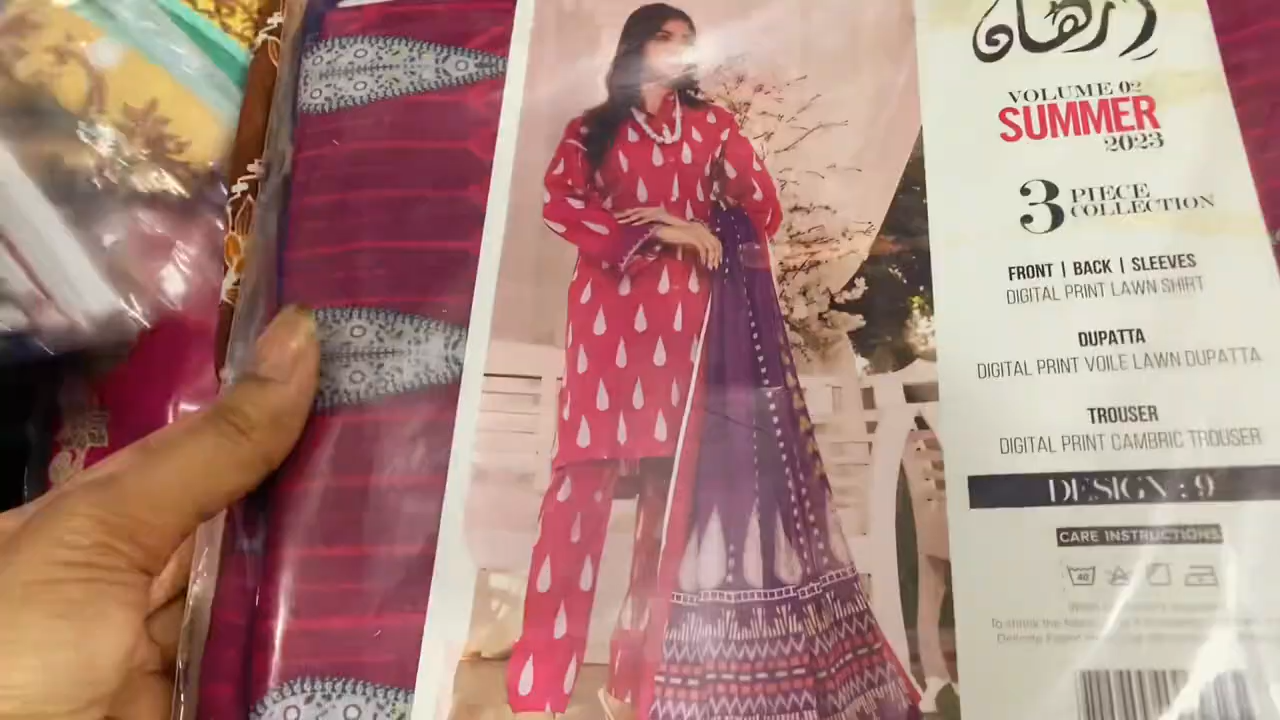 VOLUME 02
SUMMER
2023
3 PIECE
COLLECTION
FRONT | BACK | SLEEVES
DIGITAL PRINT LAWN SHIRT
DUPATTA
DIGITAL PRINT VOILE LAWN DUPATTA
TROUSER
DIGITAL PRINT CAMBRIC TROUSER
DESIGN : 9
CARE INSTRUCTIONS
40